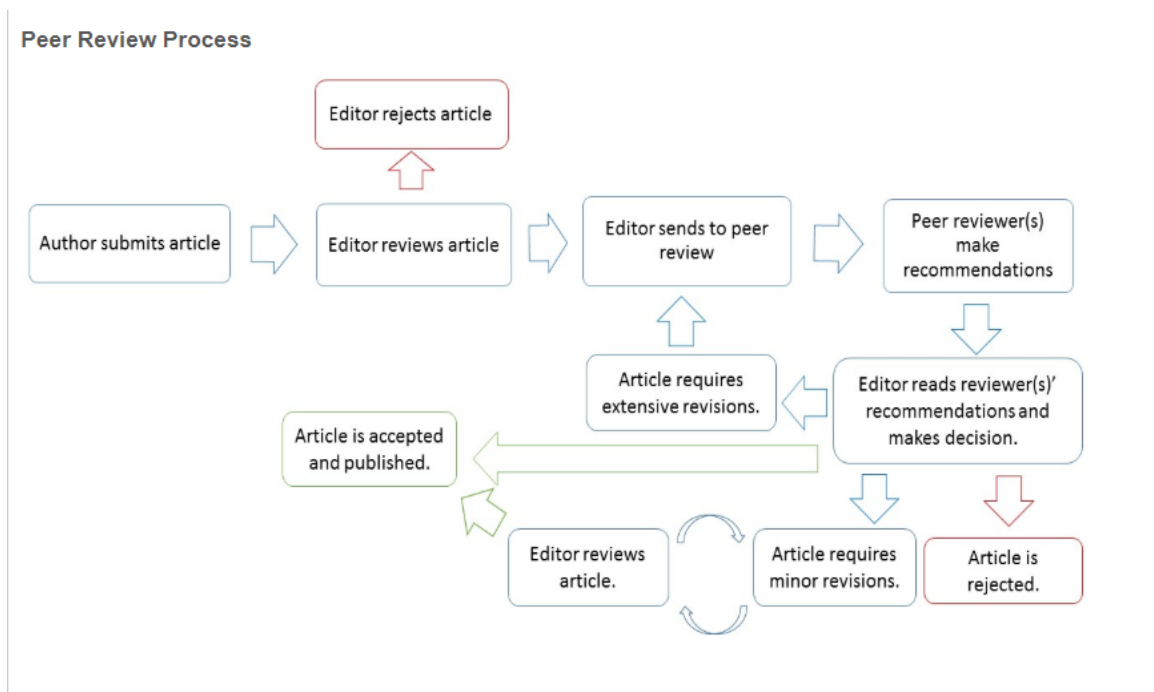 Peer Review Process
Editor rejects article
Author submits article
Editor reviews article
Editor sends to peer
review
Peer reviewer(s)
make
recommendations
Article requires
extensive revisions.
Editor reads reviewer(s)’
recommendations and
makes decision.
Article is accepted
and published.
Editor reviews
article.
Article requires
minor revisions.
Article is
rejected.